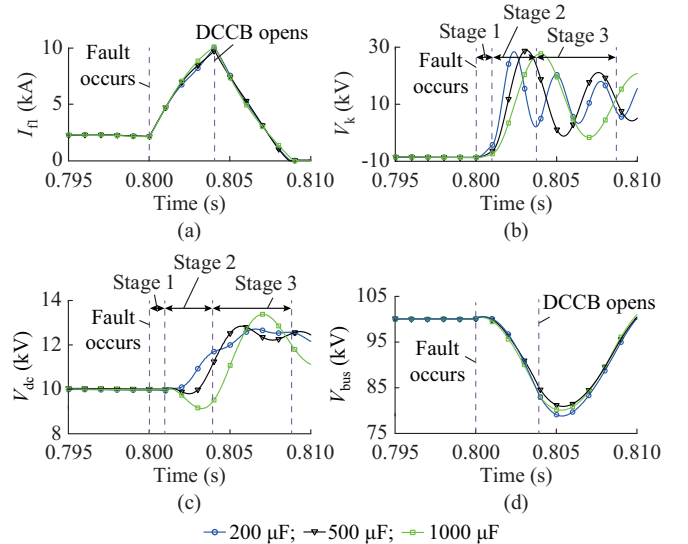 10
5
0
I_fl (kA)
Fault
occurs
DCCB opens
0.795 0.800 0.805 0.810
Time (s)
(a)
30
10
-10
V_k (kV)
Fault
occurs
Stage 1
Stage 2
Stage 3
0.795 0.800 0.805 0.810
Time (s)
(b)
14
12
10
8
V_dc (kV)
Fault
occurs
Stage 1
Stage 2
Stage 3
0.795 0.800 0.805 0.810
Time (s)
(c)
105
95
85
75
V_bus (kV)
Fault
occurs
DCCB opens
0.795 0.800 0.805 0.810
Time (s)
(d)
200 μF; 500 μF; 1000 μF